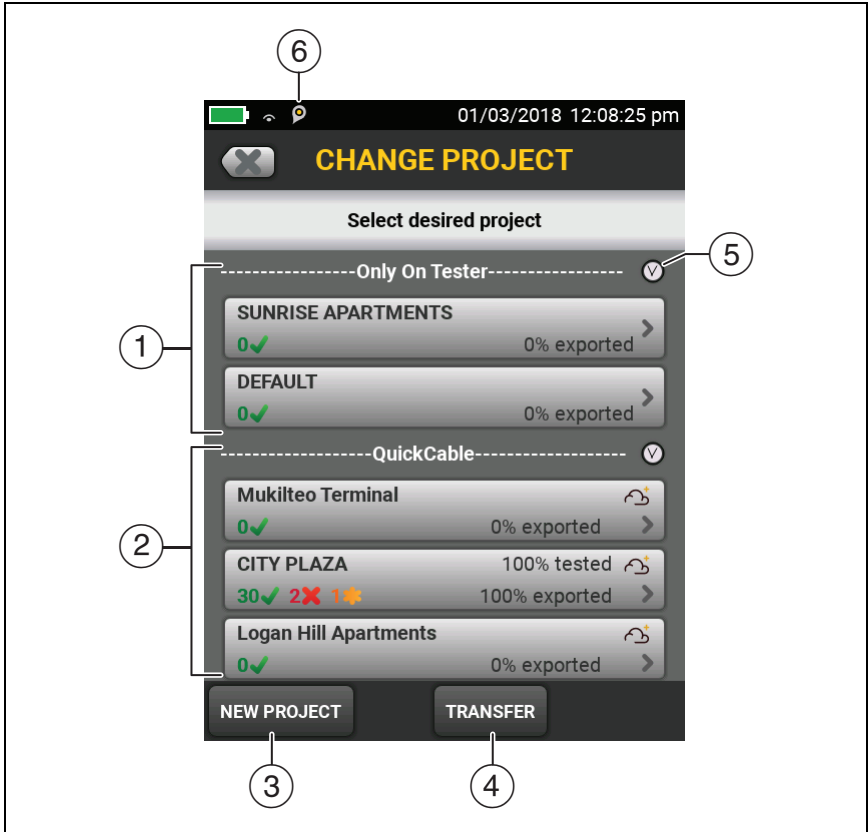 6
01/03/2018 12:08:25 pm
CHANGE PROJECT
Select desired project
5
------------------Only On Tester------------------
1
SUNRISE APARTMENTS
0✔ 0% exported
DEFAULT
0✔ 0% exported
--------------------QuickCable--------------------
2
Mukilteo Terminal
0✔ 0% exported
CITY PLAZA 100% tested
30✔ 2✖ 1✱ 100% exported
Logan Hill Apartments
0✔ 0% exported
NEW PROJECT TRANSFER
3 4